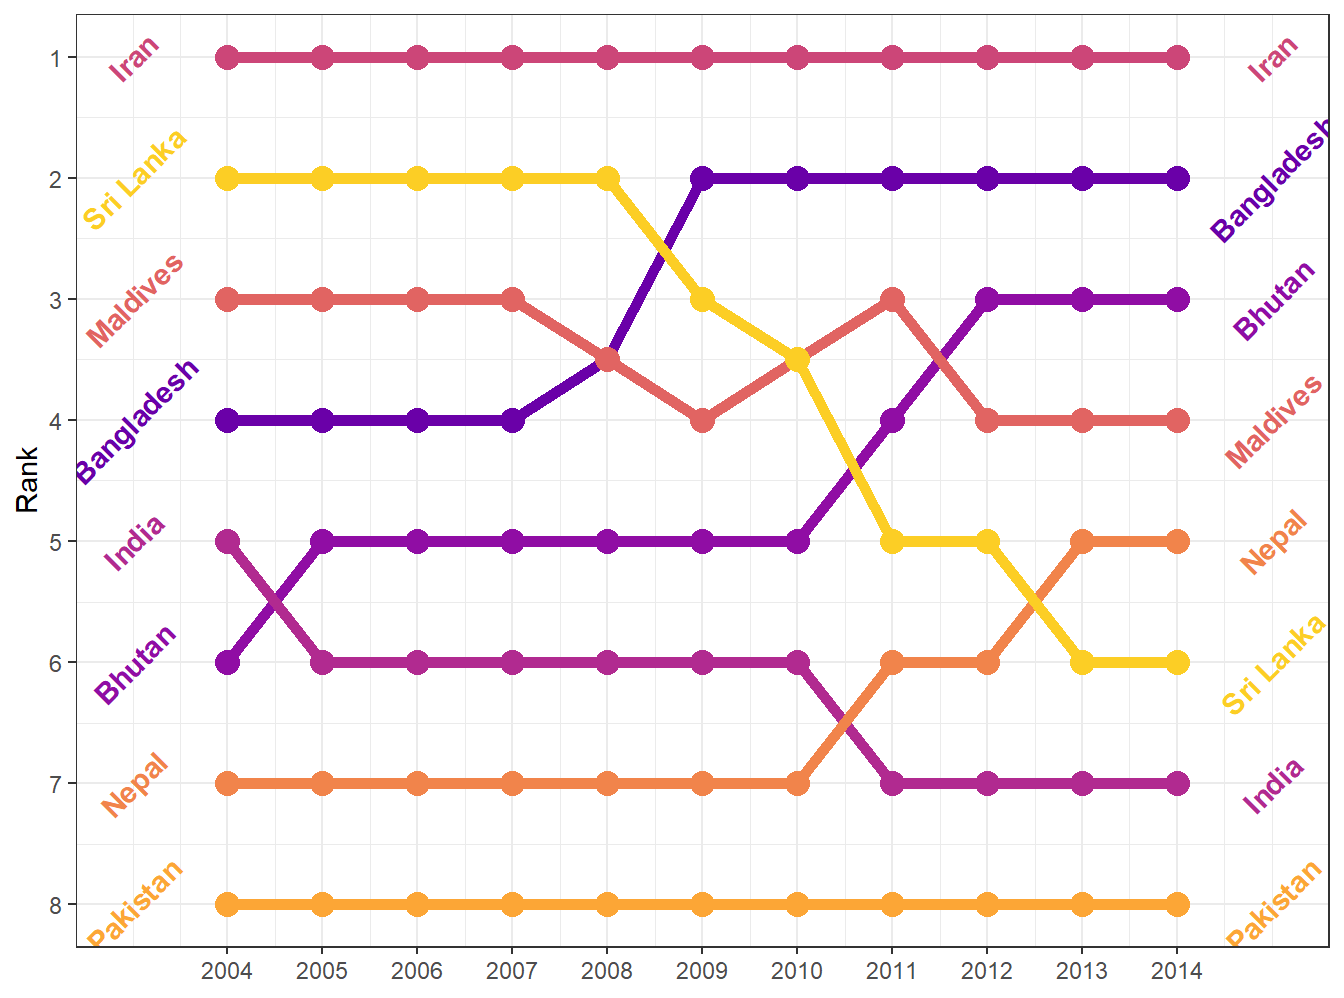 Rank
1
2
3
4
5
6
7
8
Iran
Sri Lanka
Maldives
Bangladesh
India
Bhutan
Nepal
Pakistan
Iran
Bangladesh
Bhutan
Maldives
Nepal
Sri Lanka
India
Pakistan
2004 2005 2006 2007 2008 2009 2010 2011 2012 2013 2014